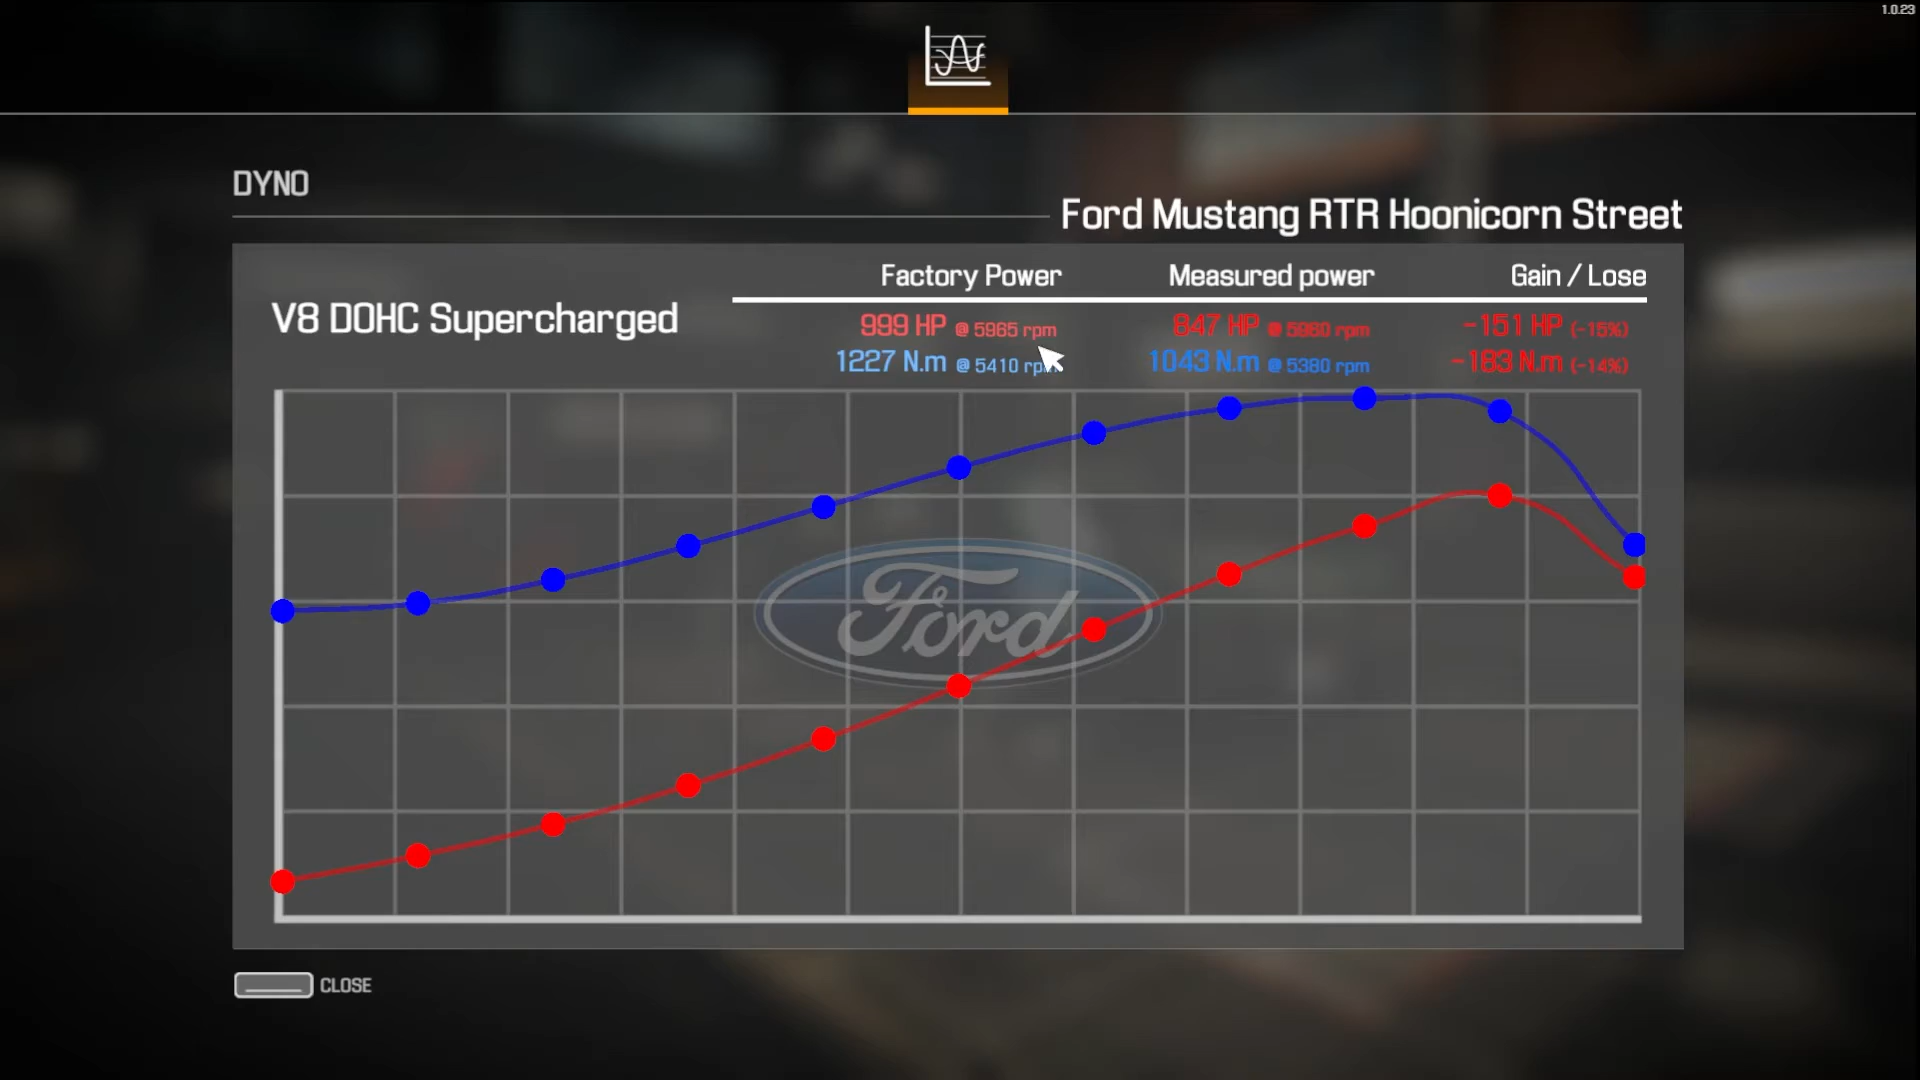 1.0.23
DYNO
Ford Mustang RTR Hoonicorn Street
Factory Power Measured power Gain / Lose
V8 DOHC Supercharged
999 HP @ 5965 rpm 847 HP @ 5980 rpm -151 HP (-15%)
1227 N.m @ 5410 rpm 1043 N.m @ 5380 rpm -183 N.m (-14%)
Ford
CLOSE